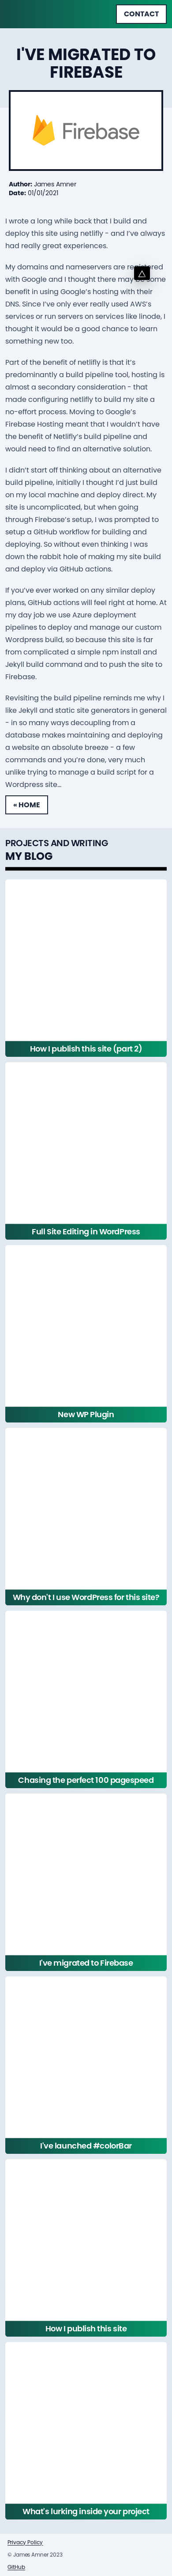 CONTACT
I'VE MIGRATED TO
FIREBASE
Firebase
Author: James Amner
Date: 01/01/2021
I wrote a long while back that I build and
deploy this site using netlify - and I've always
had really great experiences.
My domains and nameservers are
with Google and I thought there may be some
benefit in using Google's hosting with their
DNS. Since I've only ever really used AWS's
services or run servers on services like linode, I
thought it would be a good chance to learn
something new too.
Part of the benefit of netlify is that it's
predominantly a build pipeline tool, hosting is
almost a secondary consideration - that
made configuring netlify to build my site a
no-effort process. Moving to Google's
Firebase Hosting meant that I wouldn't have
the benefit of Netlifly's build pipeline and
would need to find an alternative solution.
I didn't start off thinking about an alternative
build pipeline, initially I thought I'd just build
on my local machine and deploy direct. My
site is uncomplicated, but when going
through Firebase's setup, I was prompted to
setup a GitHub workflow for building and
deploying. So without even thinking I was
down the rabbit hole of making my site build
and deploy via GitHub actions.
If you've ever worked on any similar deploy
plans, GitHub actions will feel right at home. At
my day job we use Azure deployment
pipelines to deploy and manage our custom
Wordpress build, so because this site is far
from complicated a simple npm install and
Jekyll build command and to push the site to
Firebase.
Revisiting the build pipeline reminds me why I
like Jekyll and static site generators in general
- in so many ways decoupling from a
database makes maintaining and deploying
a website an absolute breeze - a few
commands and you're done, very much
unlike trying to manage a build script for a
Wordpress site...
« HOME
PROJECTS AND WRITING
MY BLOG
How I publish this site (part 2)
Full Site Editing in WordPress
New WP Plugin
Why don't I use WordPress for this site?
Chasing the perfect 100 pagespeed
I've migrated to Firebase
I've launched #colorBar
How I publish this site
What's lurking inside your project
Privacy Policy
© James Amner 2023
GitHub